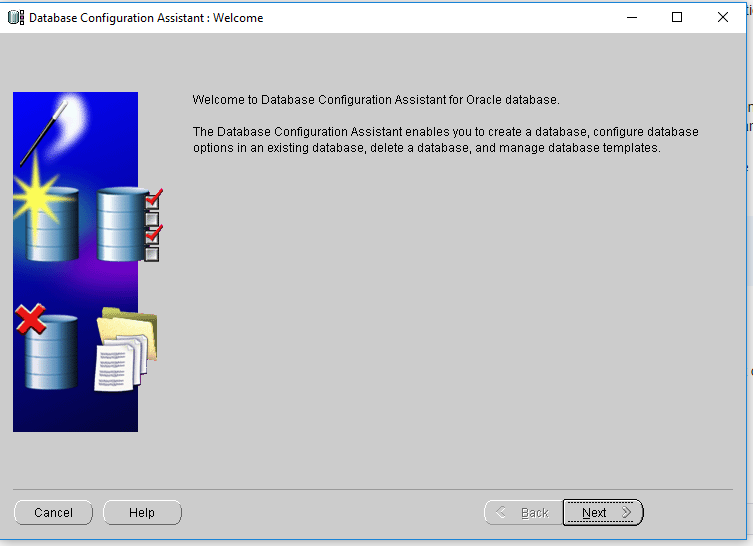 Database Configuration Assistant : Welcome
Welcome to Database Configuration Assistant for Oracle database.
The Database Configuration Assistant enables you to create a database, configure database
options in an existing database, delete a database, and manage database templates.
Cancel
Help
Back
Next